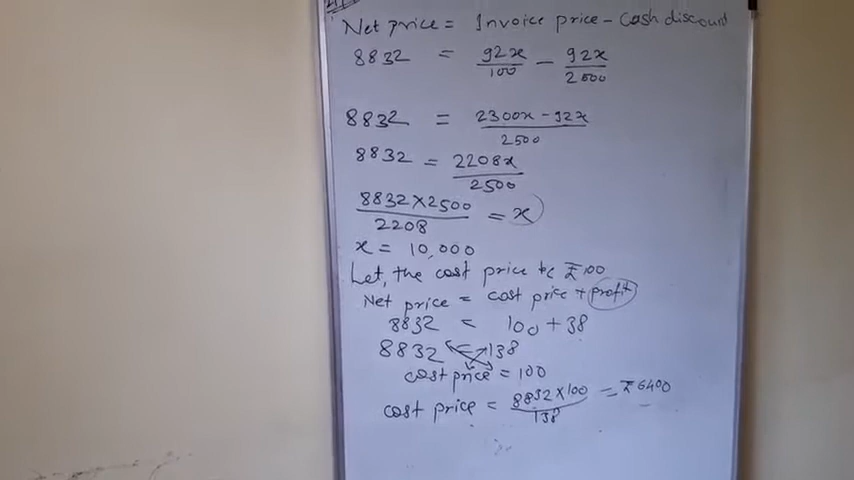 Net price = Invoice price - Cash discount
8832 = 92x/100 - 92x/2500
8832 = 2300x - 92x/2500
8832 = 2208x/2500
8832×2500/2208 = x
x = 10,000
Let, the cost price be ₹100
Net price = cost price + profit
8832 = 100 + 38
8832 = 138
cost price = 100
cost price = 8832×100/138 = ₹6400